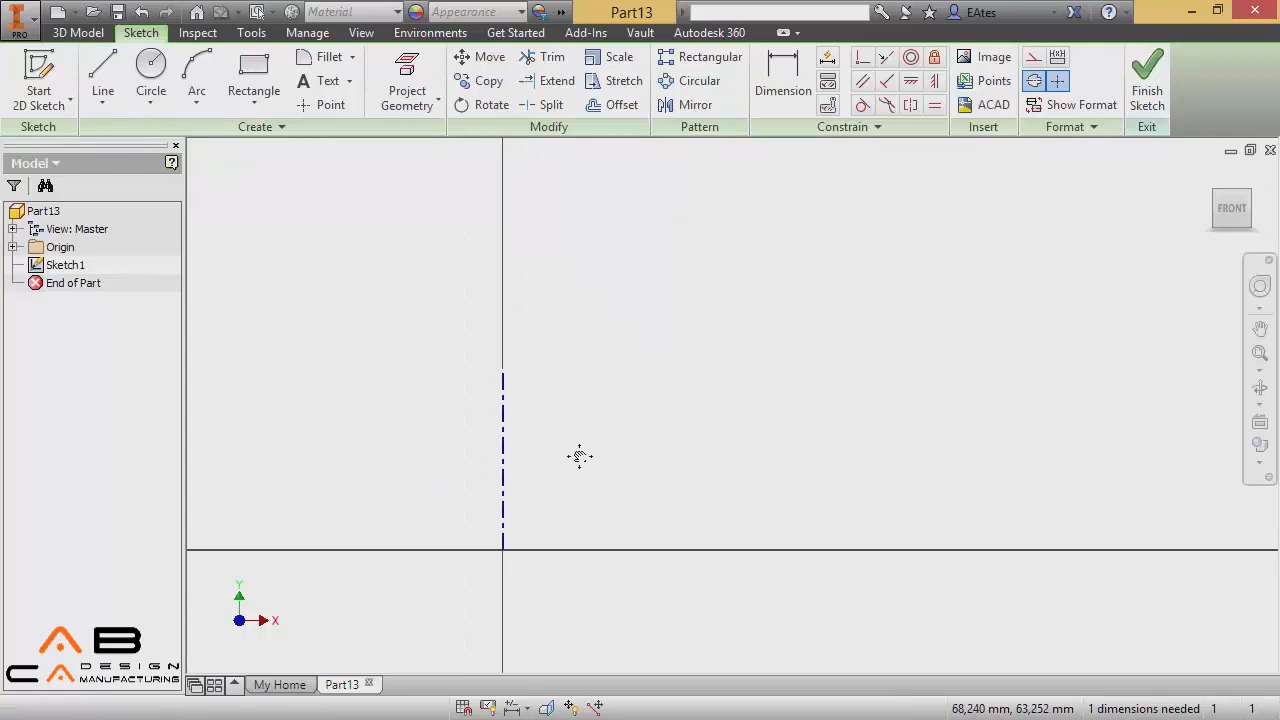 PRO
Material
Appearance
Part13
EAtes
3D Model
Sketch
Inspect
Tools
Manage
View
Environments
Get Started
Add-Ins
Vault
Autodesk 360
Start
2D Sketch
Line
Circle
Arc
Rectangle
Fillet
Text
Point
Project
Geometry
Move
Copy
Rotate
Trim
Extend
Split
Scale
Stretch
Offset
Rectangular
Circular
Mirror
Dimension
Image
Points
ACAD
Show Format
Finish
Sketch
Sketch
Create
Modify
Pattern
Constrain
Insert
Format
Exit
Model
Part13
View: Master
Origin
Sketch1
End of Part
FRONT
Y
X
AB
CA DESIGN
MANUFACTURING
My Home
Part13
68,240 mm, 63,252 mm
1 dimensions needed
1
1